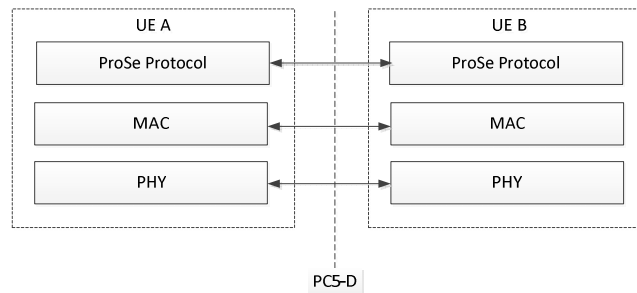 UE A
UE B
ProSe Protocol
ProSe Protocol
MAC
MAC
PHY
PHY
PC5-D